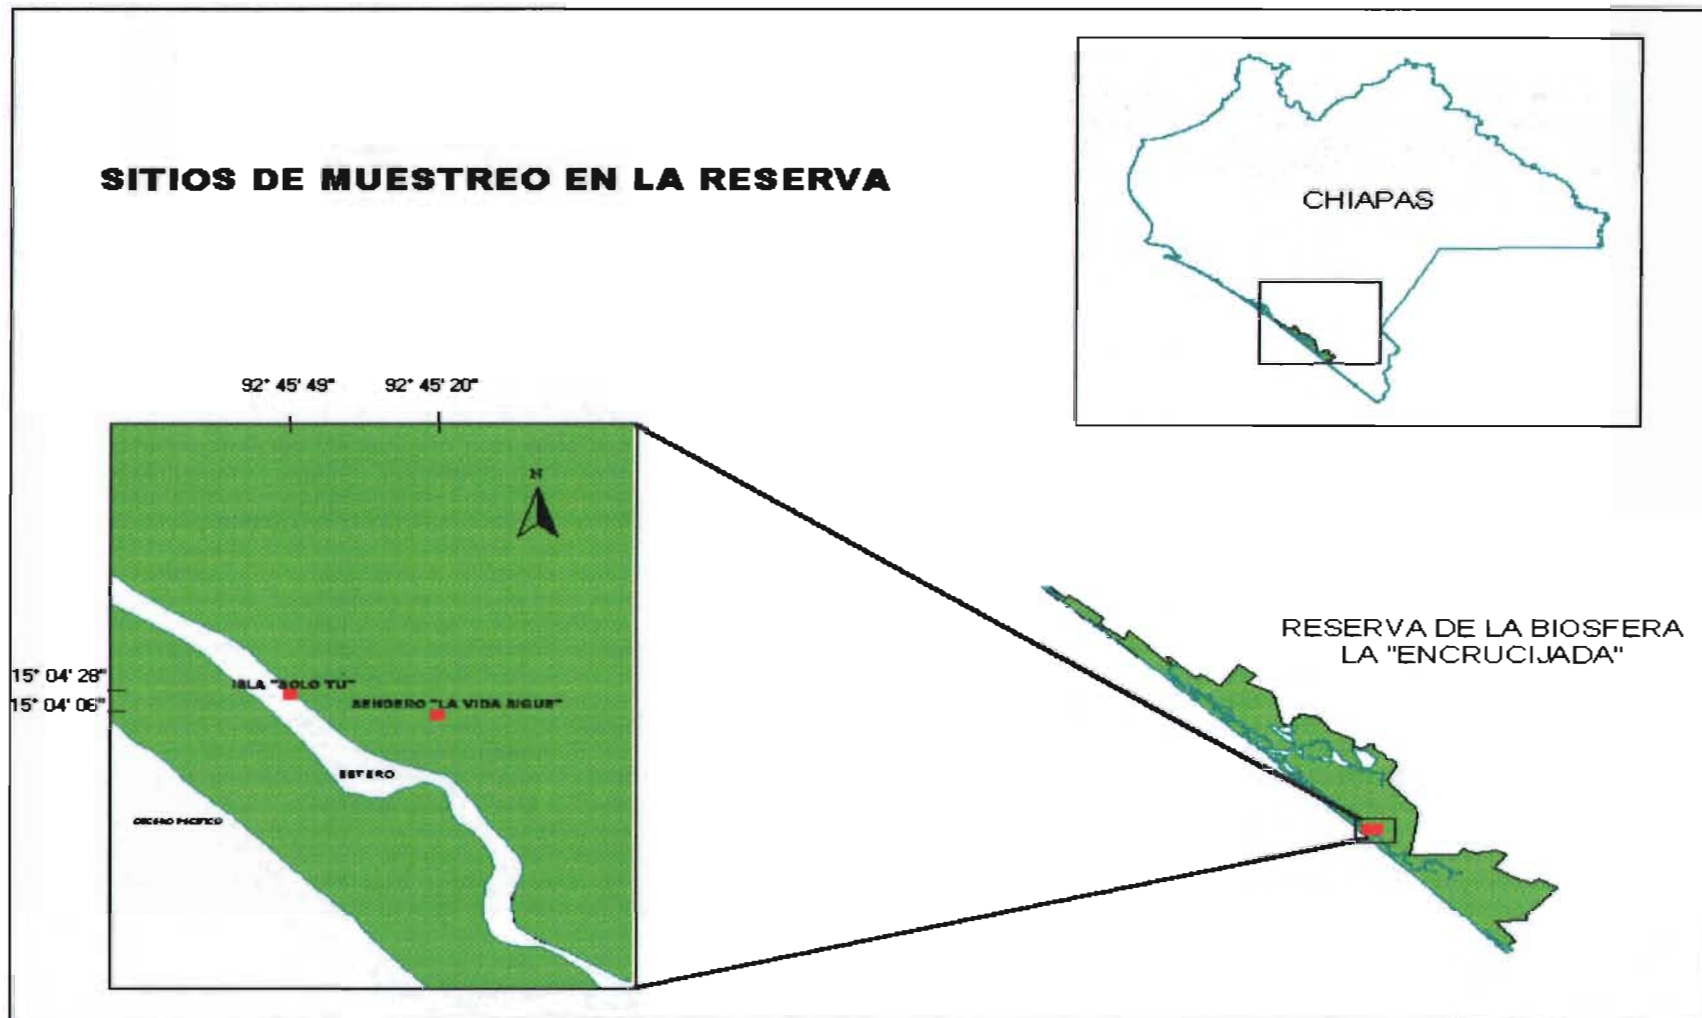 SITIOS DE MUESTREO EN LA RESERVA
CHIAPAS
92° 45' 49" 92° 45' 20"
N
15° 04' 28"
15° 04' 06"
ISLA "SOLO TU"
SENDERO "LA VIDA SIGUE"
ESTERO
OCEANO PACIFICO
RESERVA DE LA BIOSFERA
LA "ENCRUCIJADA"